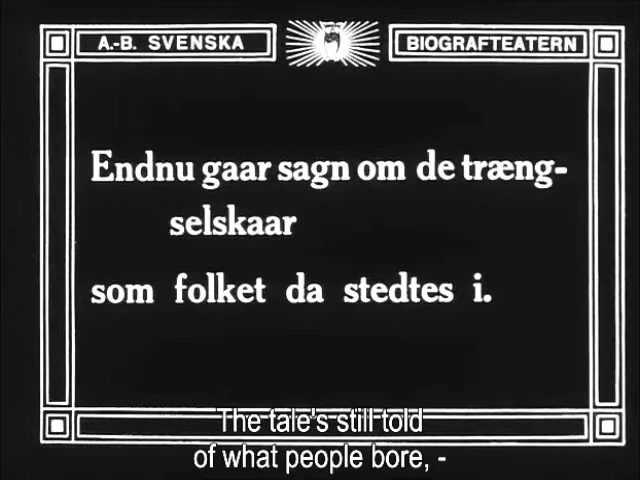 A.-B. SVENSKA BIOGRAFTEATERN
Endnu gaar sagn om de træng-
selskaar
som folket da stedtes i.
The tale's still told
of what people bore, -